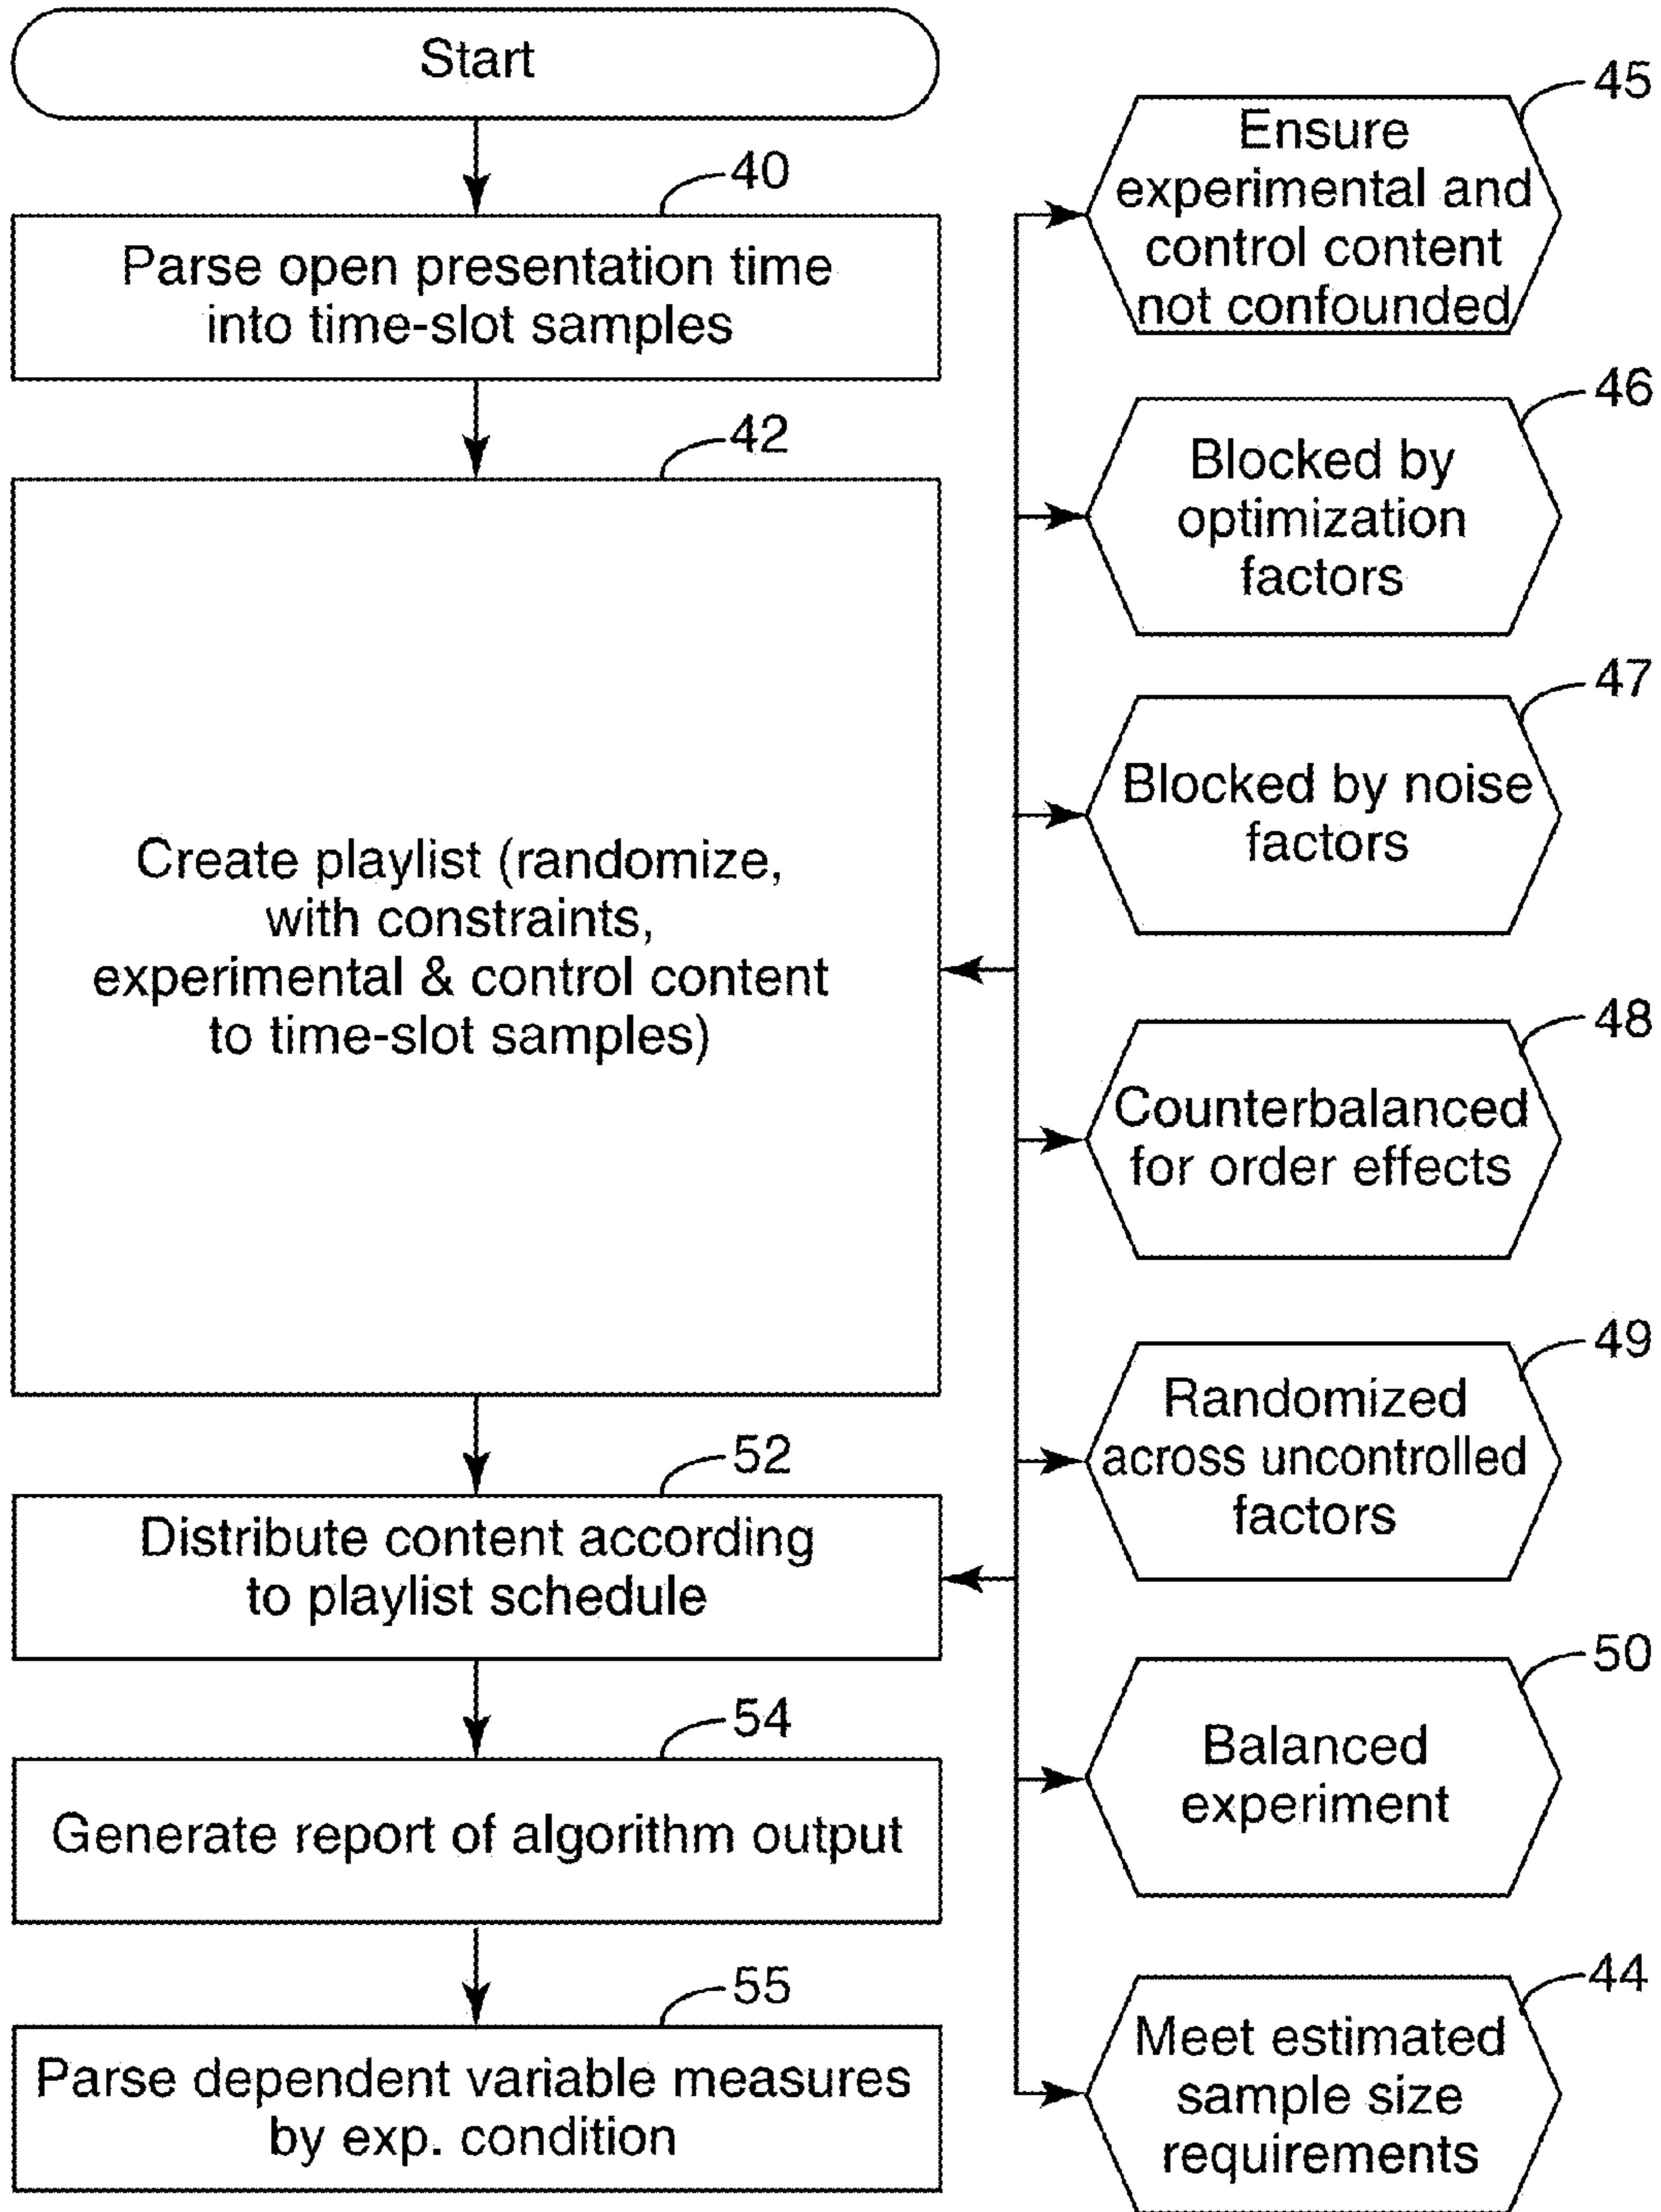 Start
40
Parse open presentation time
into time-slot samples
42
Create playlist (randomize,
with constraints,
experimental & control content
to time-slot samples)
52
Distribute content according
to playlist schedule
54
Generate report of algorithm output
55
Parse dependent variable measures
by exp. condition
45
Ensure
experimental and
control content
not confounded
46
Blocked by
optimization
factors
47
Blocked by noise
factors
48
Counterbalanced
for order effects
49
Randomized
across uncontrolled
factors
50
Balanced
experiment
44
Meet estimated
sample size
requirements